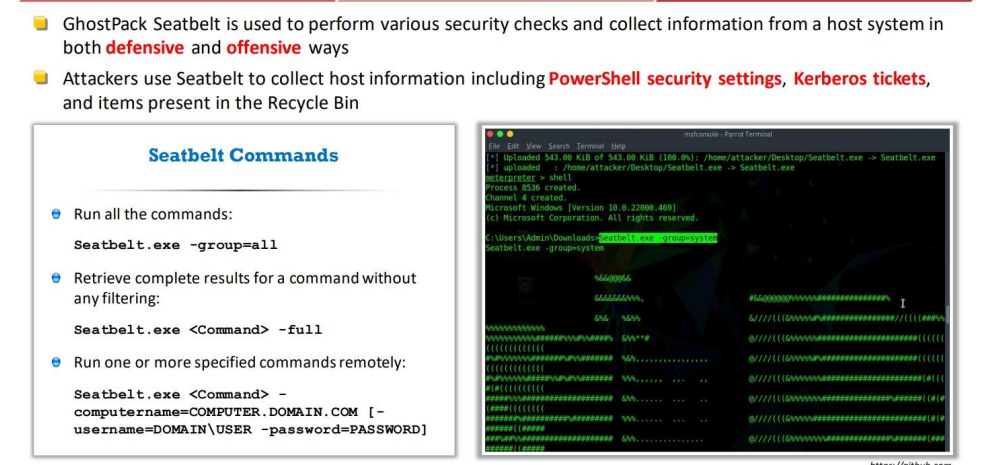 GhostPack Seatbelt is used to perform various security checks and collect information from a host system in
both defensive and offensive ways
Attackers use Seatbelt to collect host information including PowerShell security settings, Kerberos tickets,
and items present in the Recycle Bin
Seatbelt Commands
Run all the commands:
Seatbelt.exe -group=all
Retrieve complete results for a command without
any filtering:
Seatbelt.exe <Command> -full
Run one or more specified commands remotely:
Seatbelt.exe <Command> -
computername=COMPUTER.DOMAIN.COM [-
username=DOMAIN\USER -password=PASSWORD]
msfconsole - Parrot Terminal
File Edit View Search Terminal Help
[*] Uploaded 543.00 KiB of 543.00 KiB (100.0%): /home/attacker/Desktop/Seatbelt.exe -> Seatbelt.exe
[*] uploaded : /home/attacker/Desktop/Seatbelt.exe -> Seatbelt.exe
meterpreter > shell
Process 8536 created.
Channel 4 created.
Microsoft Windows [Version 10.0.22000.469]
(c) Microsoft Corporation. All rights reserved.
C:\Users\Admin\Downloads>Seatbelt.exe -group=system
Seatbelt.exe -group=system